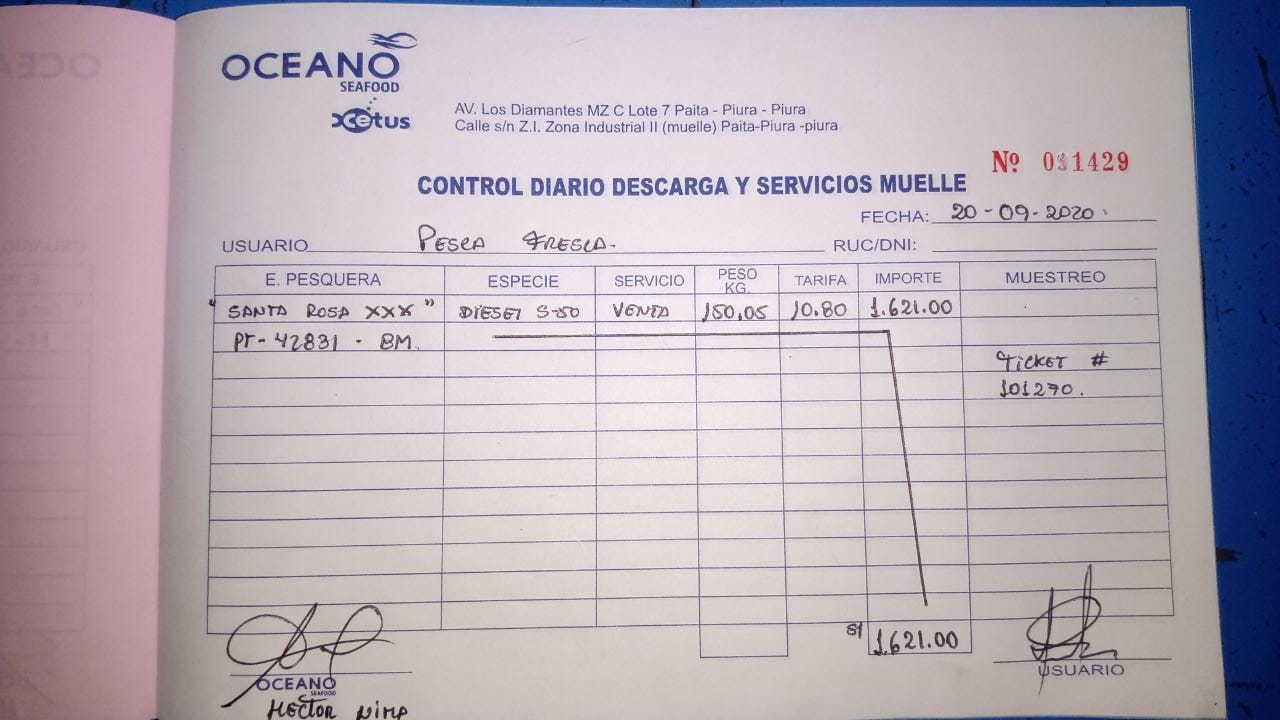 OCEANO
SEAFOOD
xcetus
AV. Los Diamantes MZ C Lote 7 Paita - Piura - Piura
Calle s/n Z.I. Zona Industrial II (muelle) Paita-Piura -piura
Nº 031429
CONTROL DIARIO DESCARGA Y SERVICIOS MUELLE
FECHA: 20-09-2020.
USUARIO PESCA FRESCA. RUC/DNI:
E. PESQUERA ESPECIE SERVICIO PESO KG. TARIFA IMPORTE MUESTREO
"SANTA ROSA XXX" DIESEl S-50 VENTA 150,05 10.80 1.621.00
PT-42831-BM.
TICKET #
101270.
S/ 1.621.00
OCEANO
SEAFOOD
USUARIO
HECTOR NIMA